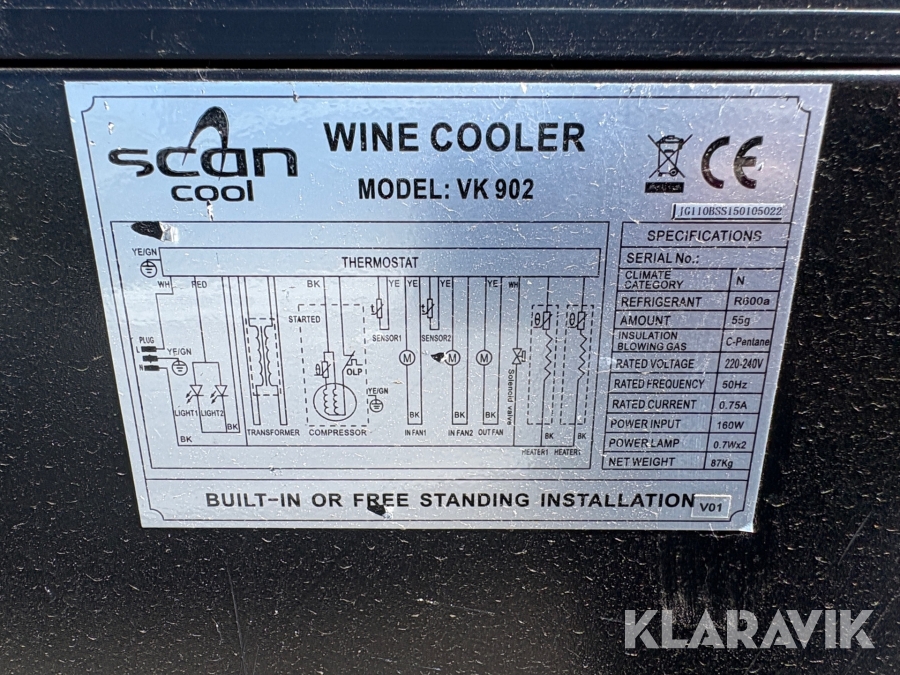 scan
cool
WINE COOLER
MODEL: VK 902
CE
JG110BSS150105022
YE/GN
THERMOSTAT
WH RED BK YE YE YE YE WH
STARTED
SENSOR1 SENSOR2
PLUG
L
N
YE/GN
OLP
M M M
YE/GN
Solenoid valve
LIGHT1 LIGHT2
BK BK
TRANSFORMER
COMPRESSOR
BK BK BK
IN FAN1 IN FAN2 OUT FAN
BK BK
HEATER1
SPECIFICATIONS
SERIAL No.:
CLIMATE CATEGORY N
REFRIGERANT R600a
AMOUNT 55g
INSULATION BLOWING GAS C-Pentane
RATED VOLTAGE 220-240V
RATED FREQUENCY 50Hz
RATED CURRENT 0.75A
POWER INPUT 160W
POWER LAMP 0.7Wx2
NET WEIGHT 87Kg
BUILT-IN OR FREE STANDING INSTALLATION
V01
KLARAVIK